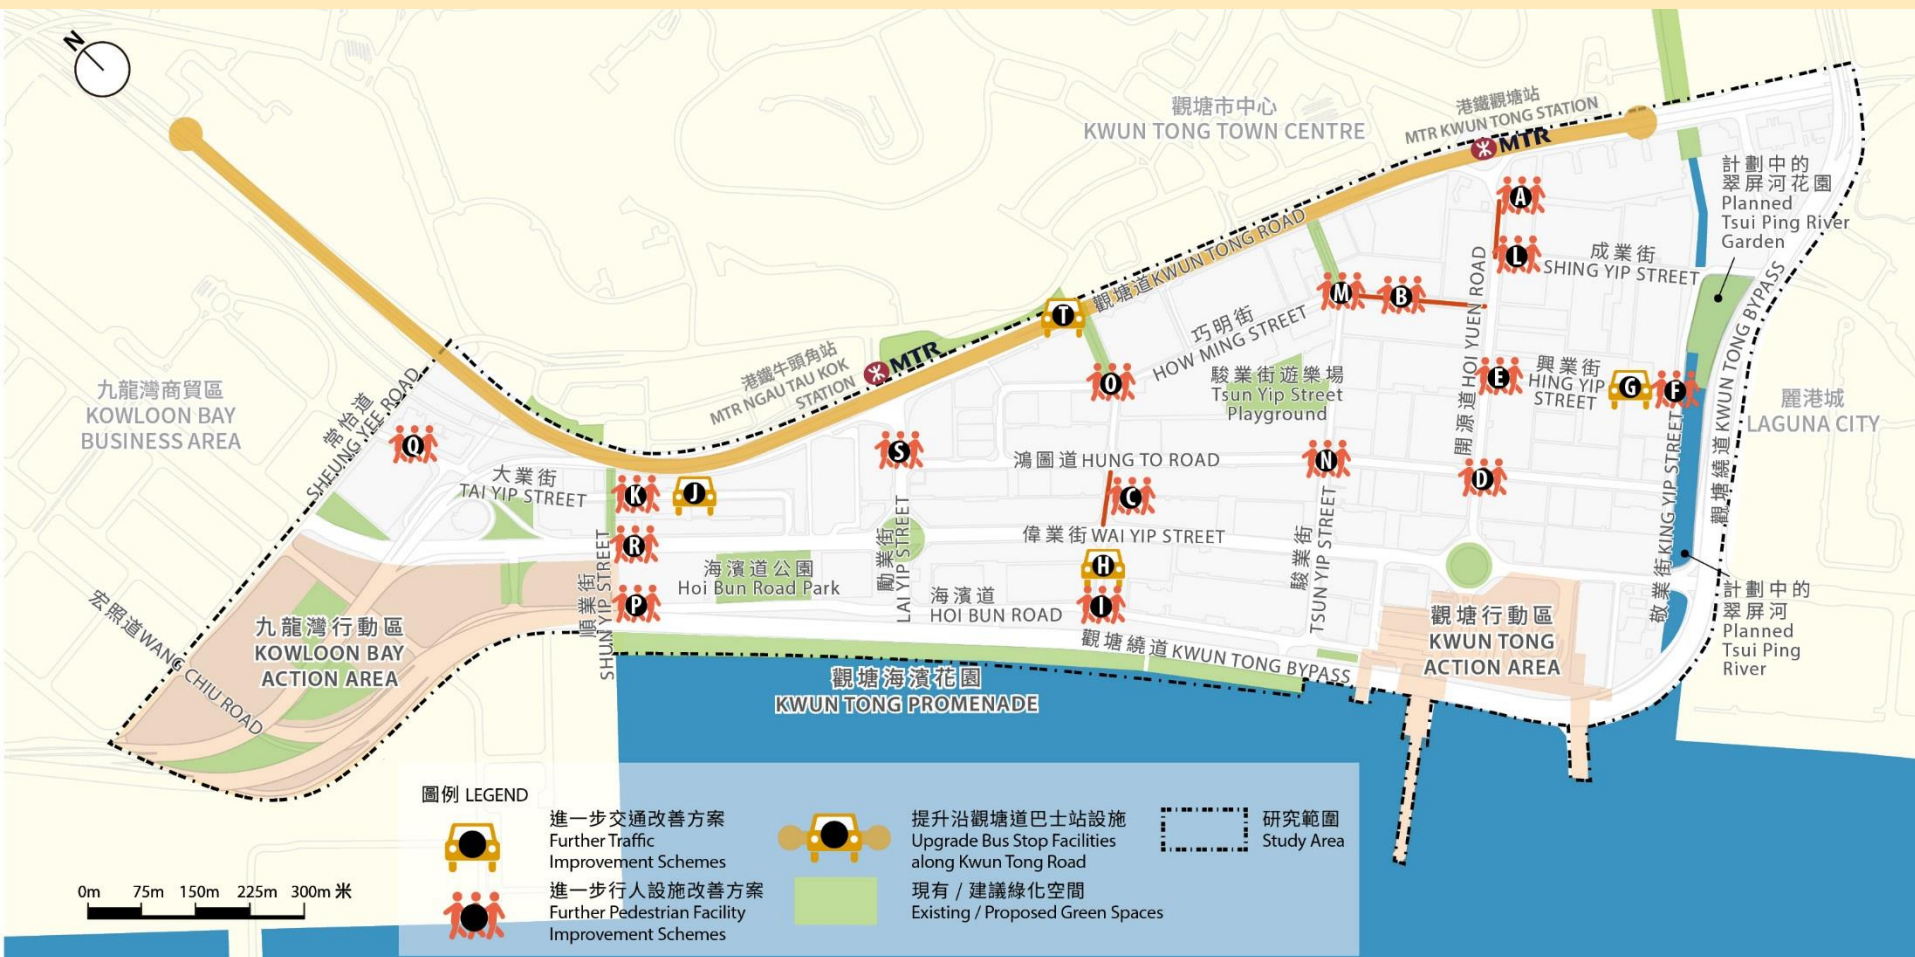 N
觀塘市中心
KWUN TONG TOWN CENTRE
港鐵觀塘站
MTR KWUN TONG STATION
MTR
計劃中的
翠屏河花園
Planned
Tsui Ping River
Garden
A
L
成業街
SHING YIP STREET
觀塘道 KWUN TONG ROAD
T
M
B
巧明街
HOW MING STREET
開源道 HOI YUEN ROAD
港鐵牛頭角站
MTR NGAU TAU KOK
STATION
MTR
O
駿業街遊樂場
Tsun Yip Street
Playground
E
興業街
HING YIP
STREET
G
F
麗港城
LAGUNA CITY
九龍灣商貿區
KOWLOON BAY
BUSINESS AREA
常怡道
SHEUNG YEE ROAD
Q
S
鴻圖道 HUNG TO ROAD
N
D
大業街
TAI YIP STREET
K
J
C
觀塘繞道 KWUN TONG BYPASS
R
偉業街 WAI YIP STREET
海濱道公園
Hoi Bun Road Park
勵業街
LAI YIP STREET
H
駿業街
TSUN YIP STREET
敬業街 KING YIP STREET
順業街
SHUN YIP STREET
P
海濱道
HOI BUN ROAD
I
觀塘行動區
KWUN TONG
ACTION AREA
計劃中的
翠屏河
Planned
Tsui Ping
River
宏照道 WANG CHIU ROAD
九龍灣行動區
KOWLOON BAY
ACTION AREA
觀塘繞道 KWUN TONG BYPASS
觀塘海濱花園
KWUN TONG PROMENADE
圖例 LEGEND
進一步交通改善方案
Further Traffic
Improvement Schemes
進一步行人設施改善方案
Further Pedestrian Facility
Improvement Schemes
提升沿觀塘道巴士站設施
Upgrade Bus Stop Facilities
along Kwun Tong Road
現有 / 建議綠化空間
Existing / Proposed Green Spaces
研究範圍
Study Area
0m 75m 150m 225m 300m 米